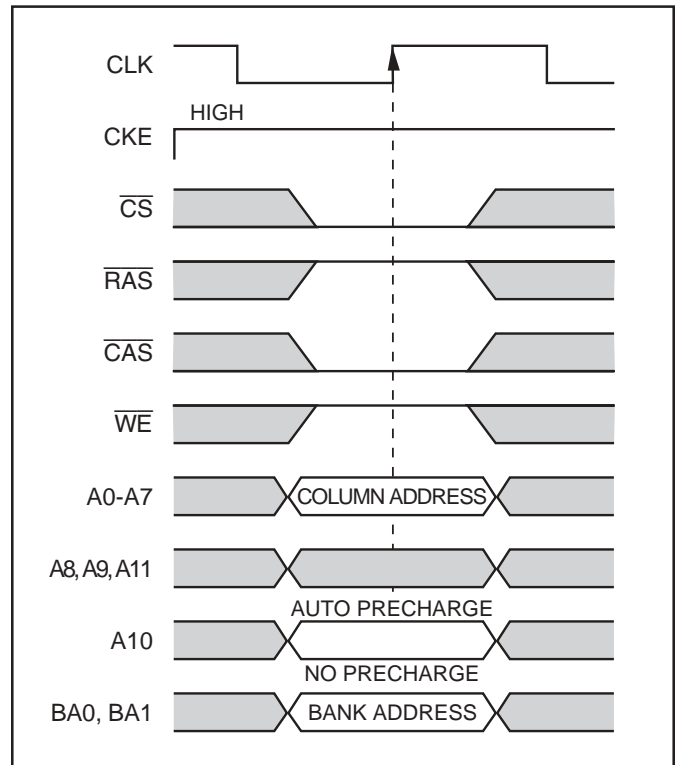 CLK
HIGH
CKE
CS
RAS
CAS
WE
A0-A7
COLUMN ADDRESS
A8, A9, A11
AUTO PRECHARGE
A10
NO PRECHARGE
BA0, BA1
BANK ADDRESS